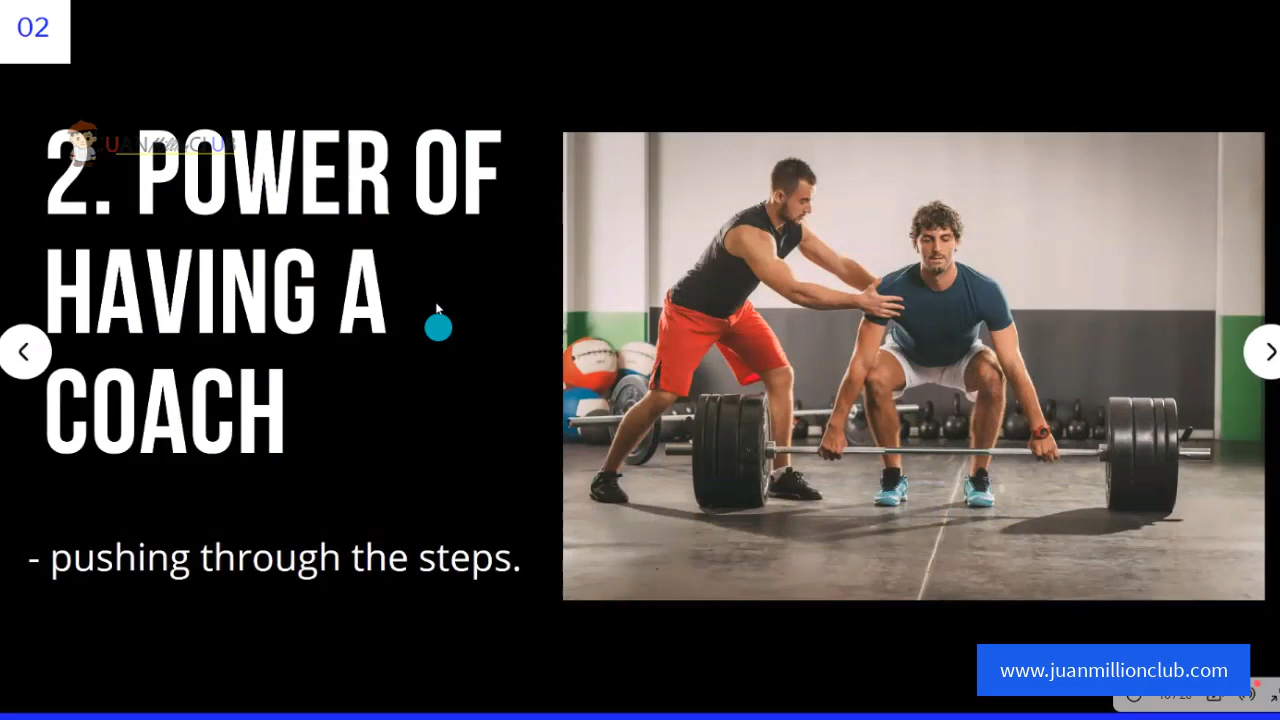 02
2. POWER OF
HAVING A
COACH
- pushing through the steps.
www.juanmillionclub.com